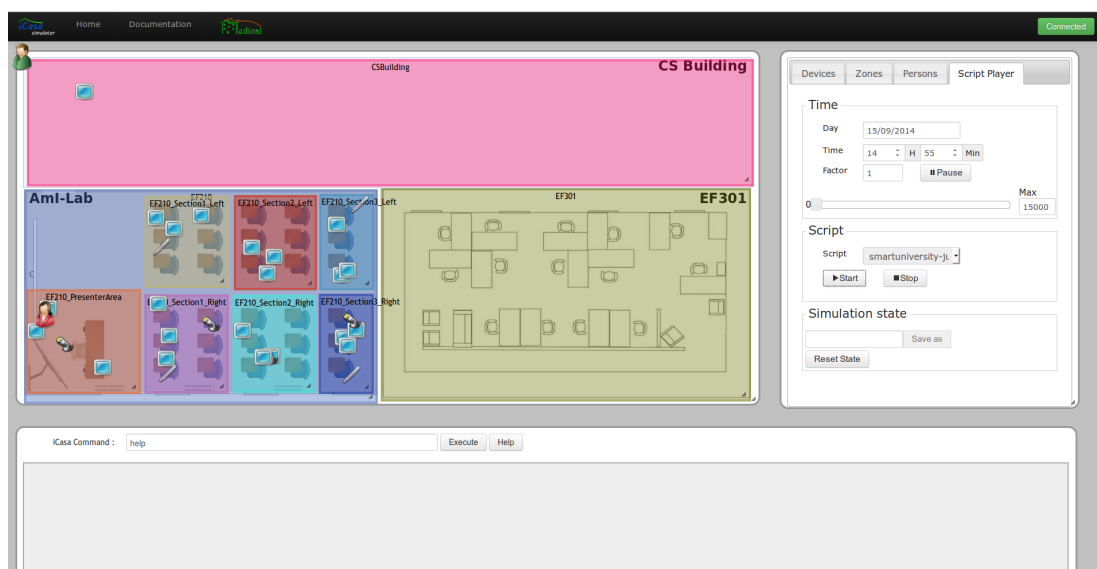 iCasa
simulator
Home
Documentation
Medical
Connected
CSBuilding
CS Building
AmI-Lab
EF210
EF210_Section1_Left
EF210_Section2_Left
EF210_Section3_Left
EF210_PresenterArea
EF210_Section1_Right
EF210_Section2_Right
EF210_Section3_Right
EF301
EF301
Devices
Zones
Persons
Script Player
Time
Day
15/09/2014
Time
14
H
55
Min
Factor
1
Pause
0
Max
15000
Script
Script
smartuniversity-ju
Start
Stop
Simulation state
Save as
Reset State
iCasa Command :
help
Execute
Help